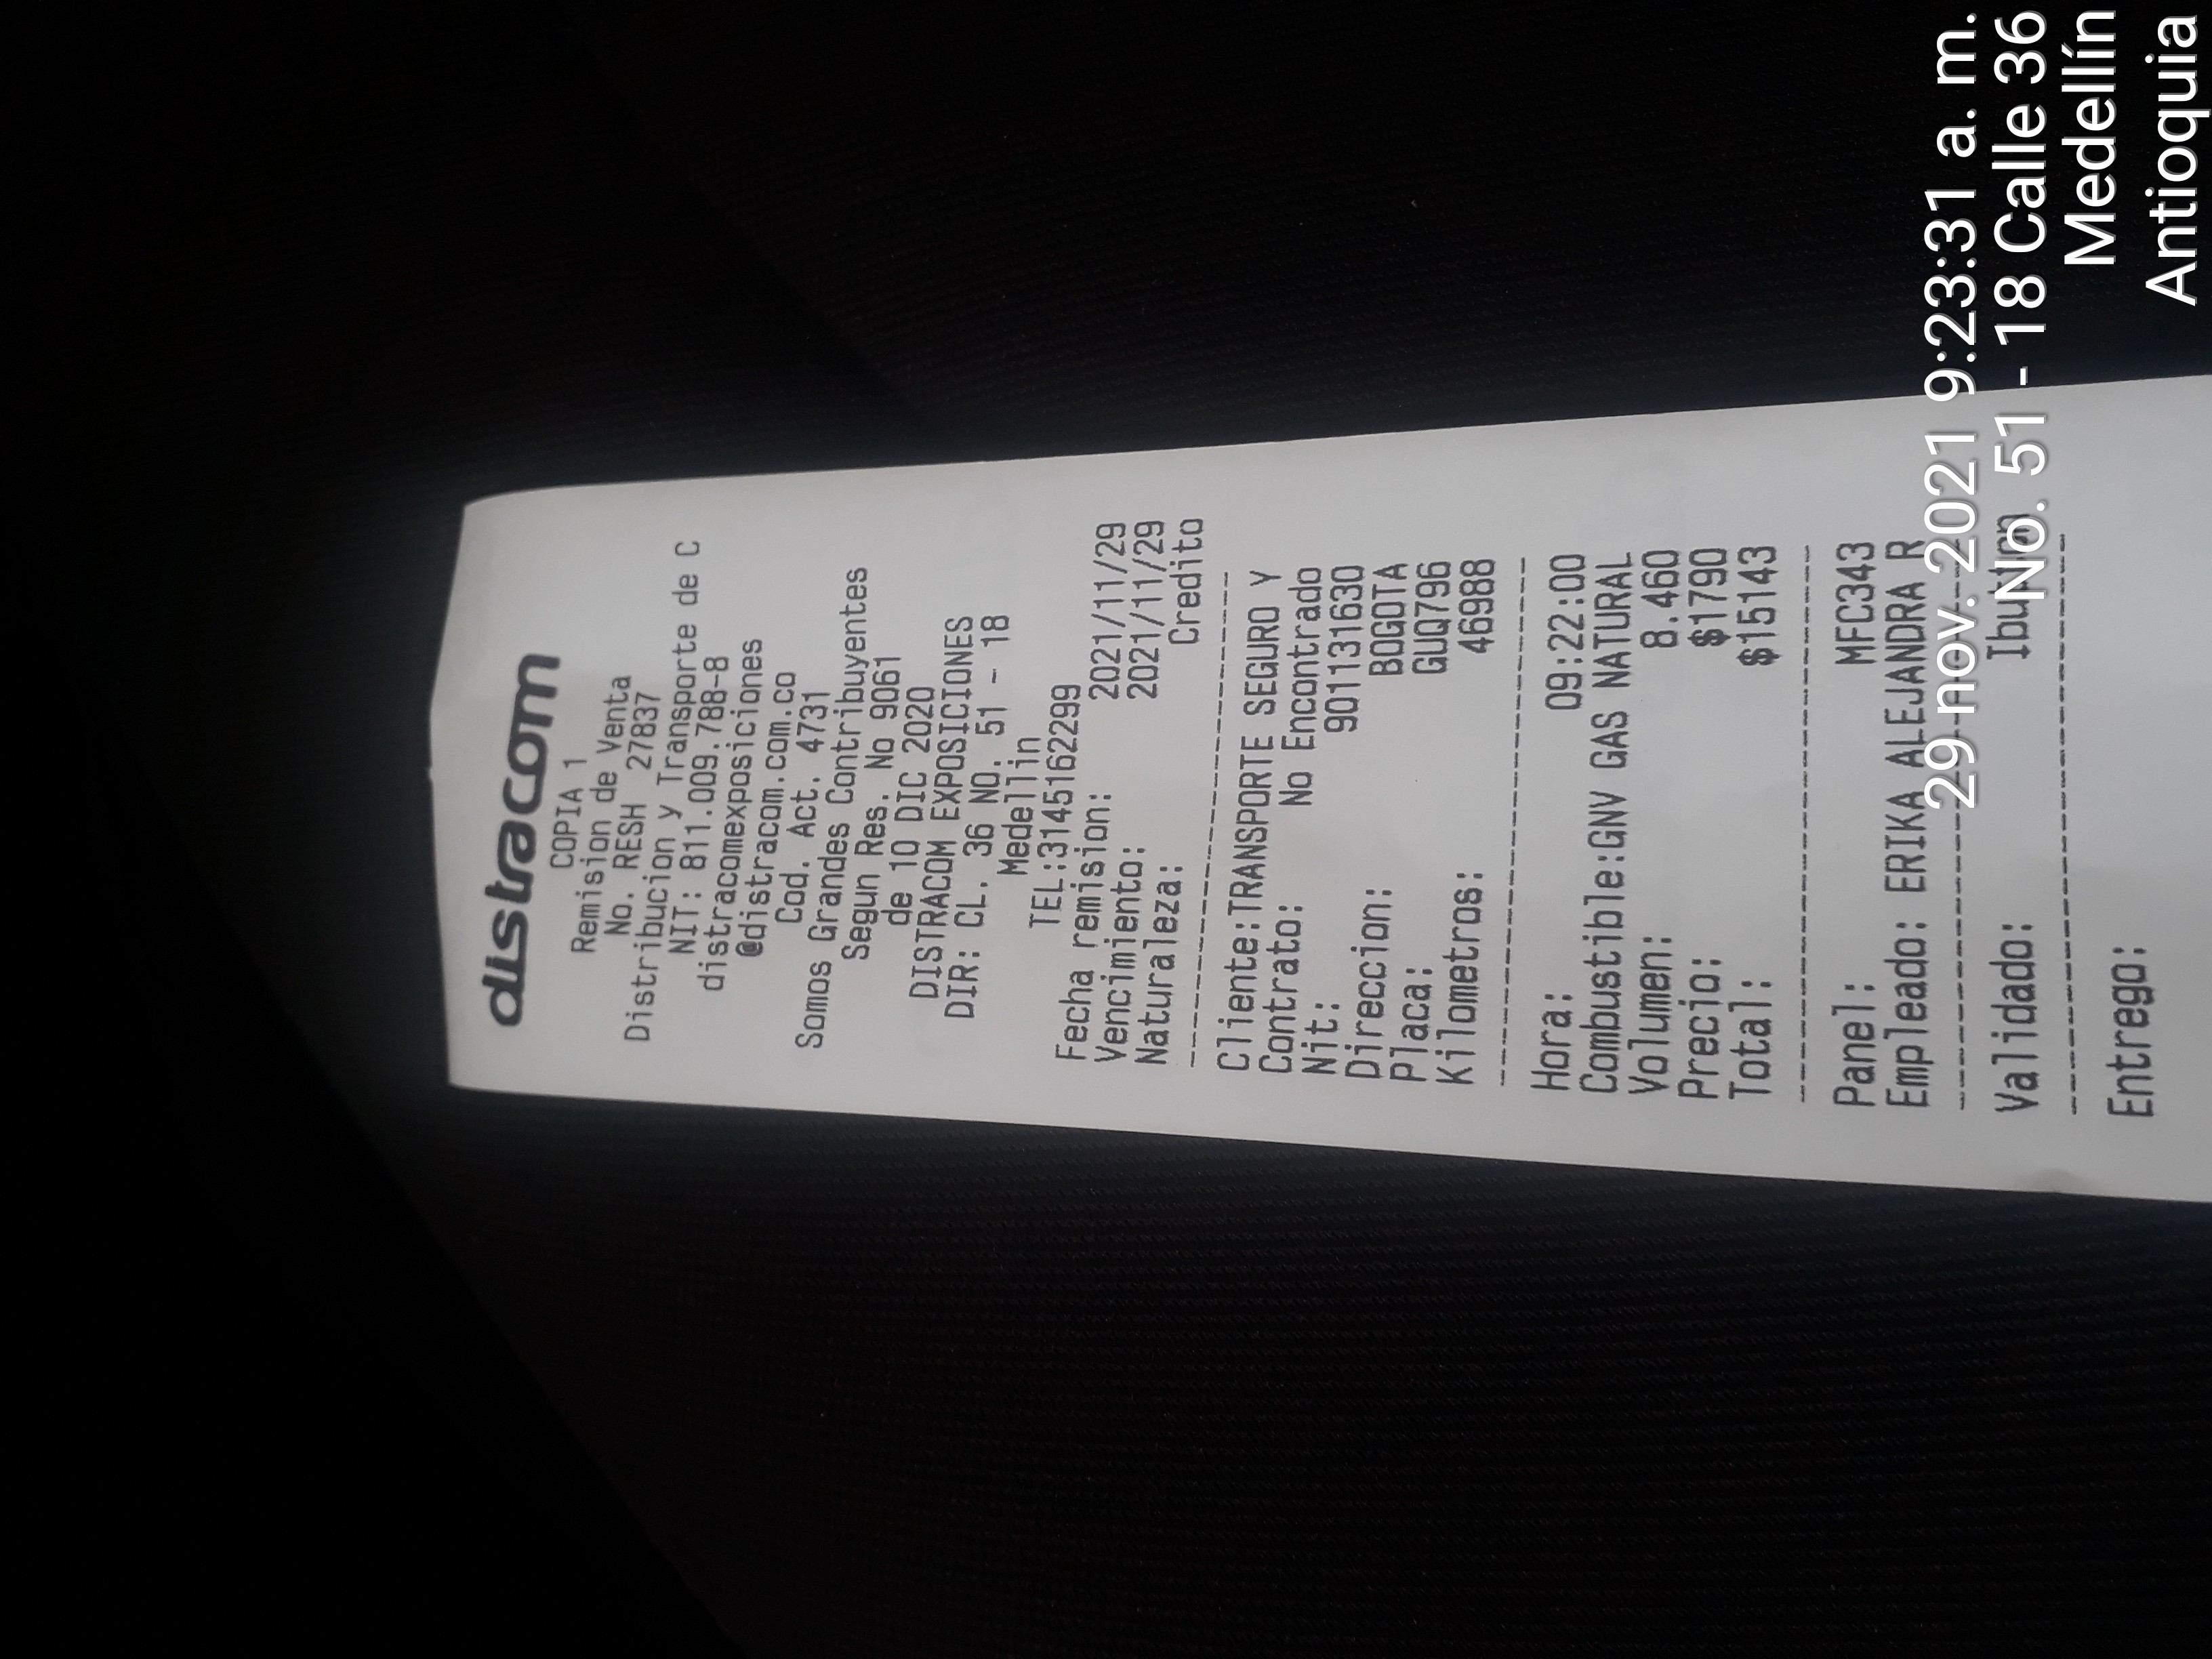 distracom
COPIA 1
Remision de Venta
No. RESH 27837
Distribucion y Transporte de C
NIT: 811.009.788-8
distracomexposiciones
@distracom.com.co
Cod. Act. 4731
Somos Grandes Contribuyentes
Segun Res. No 9061
de 10 DIC 2020
DISTRACOM EXPOSICIONES
DIR: CL. 36 NO. 51 - 18
Medellin
TEL:3145162299
Fecha remision: 2021/11/29
Vencimiento: 2021/11/29
Naturaleza: Credito
Cliente:TRANSPORTE SEGURO Y
Contrato: No Encontrado
Nit: 901131630
Direccion: BOGOTA
Placa: GUQ796
Kilometros: 46988
Hora: 09:22:00
Combustible:GNV GAS NATURAL
Volumen: 8.460
Precio: $1790
Total: $15143
Panel: MFC343
Empleado: ERIKA ALEJANDRA R
Validado: Ibutton
Entrego:
29 nov. 2021 9:23:31 a. m.
No. 51 - 18 Calle 36
Medellín
Antioquia